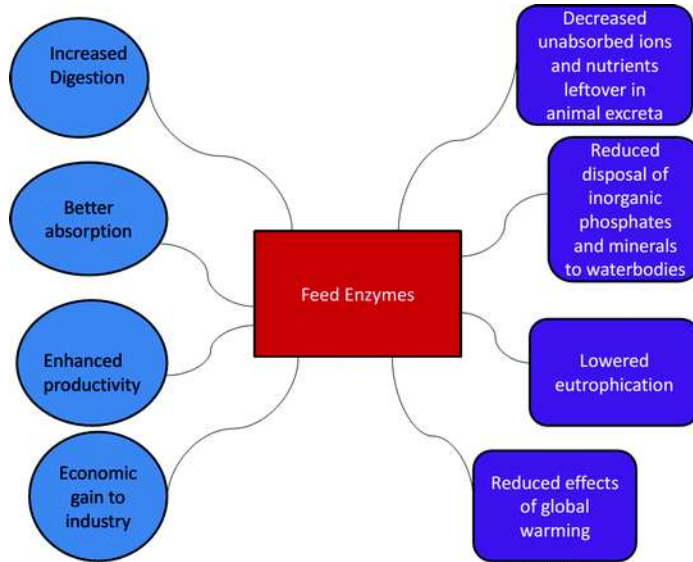 Increased
Digestion
Better
absorption
Enhanced
productivity
Economic
gain to
industry
Feed Enzymes
Decreased
unabsorbed ions
and nutrients
leftover in
animal excreta
Reduced
disposal of
inorganic
phosphates
and minerals
to waterbodies
Lowered
eutrophication
Reduced effects
of global
warming